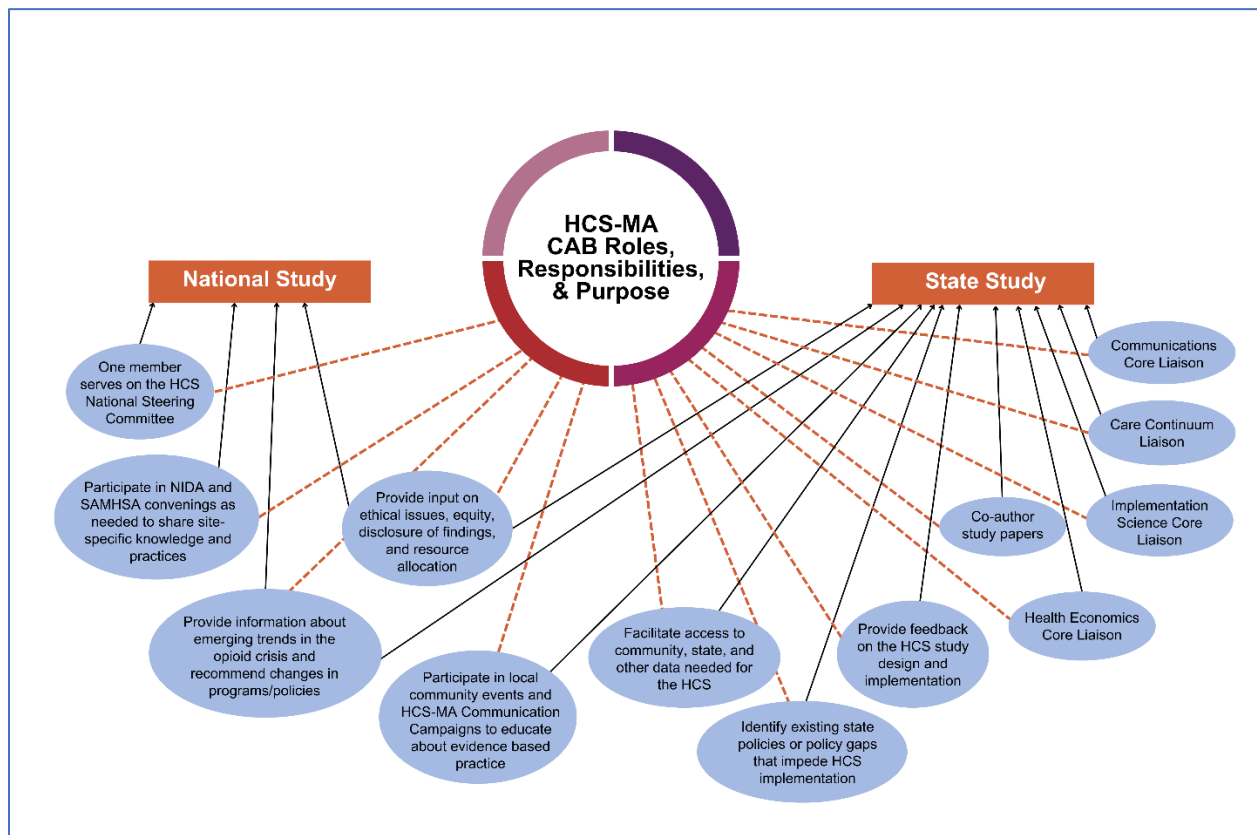 HCS-MA
CAB Roles,
Responsibilities,
& Purpose
National Study
State Study
One member
serves on the HCS
National Steering
Committee
Participate in NIDA and
SAMHSA convenings as
needed to share site-
specific knowledge and
practices
Provide information about
emerging trends in the
opioid crisis and
recommend changes in
programs/policies
Provide input on
ethical issues, equity,
disclosure of findings,
and resource
allocation
Participate in local
community events and
HCS-MA Communication
Campaigns to educate
about evidence based
practice
Facilitate access to
community, state, and
other data needed for
the HCS
Identify existing state
policies or policy gaps
that impede HCS
implementation
Provide feedback
on the HCS study
design and
implementation
Co-author
study papers
Health Economics
Core Liaison
Implementation
Science Core
Liaison
Care Continuum
Liaison
Communications
Core Liaison